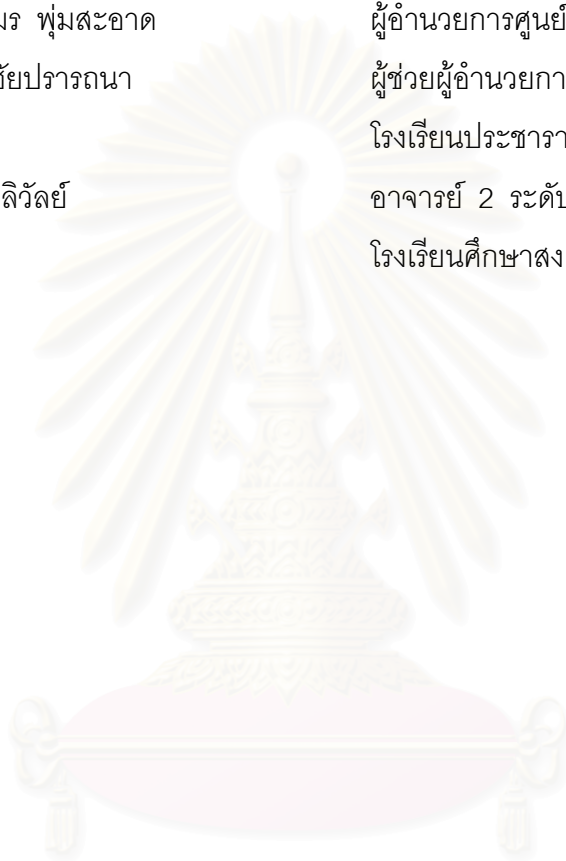 มร พุ่มสะอาด ผู้อำนวยการศูนย์
ชัยปรารถนา ผู้ช่วยผู้อำนวยกา
โรงเรียนประชารา
ลิวัลย์ อาจารย์ 2 ระดับ
โรงเรียนศึกษาสง